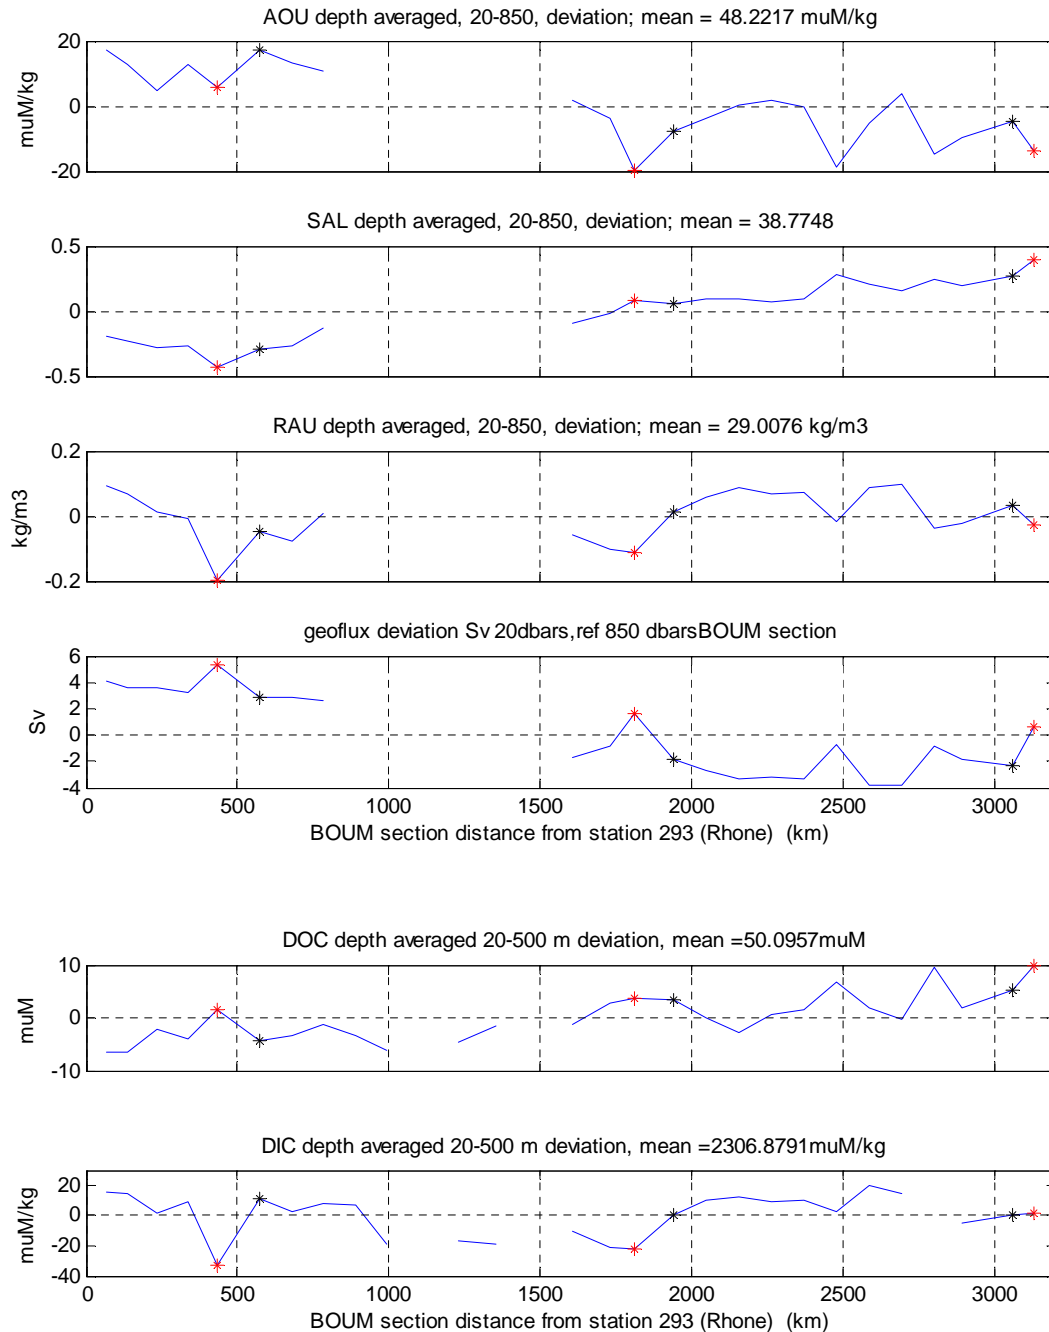 AOU depth averaged, 20-850, deviation; mean = 48.2217 muM/kg
20
0
-20
muM/kg
SAL depth averaged, 20-850, deviation; mean = 38.7748
0.5
0
-0.5
RAU depth averaged, 20-850, deviation; mean = 29.0076 kg/m3
0.2
0
-0.2
kg/m3
geoflux deviation Sv 20dbars,ref 850 dbarsBOUM section
6
4
2
0
-2
-4
Sv
0 500 1000 1500 2000 2500 3000
BOUM section distance from station 293 (Rhone) (km)
DOC depth averaged 20-500 m deviation, mean =50.0957muM
10
0
-10
muM
DIC depth averaged 20-500 m deviation, mean =2306.8791muM/kg
20
0
-20
-40
muM/kg
0 500 1000 1500 2000 2500 3000
BOUM section distance from station 293 (Rhone) (km)